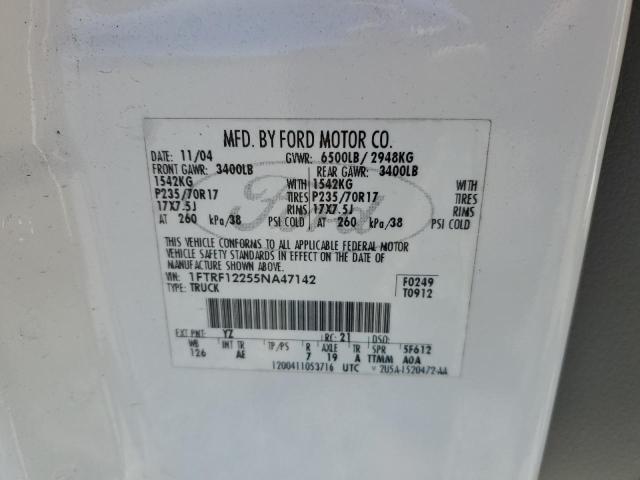 MFD. BY FORD MOTOR CO.
DATE: 11/04 GVWR: 6500LB/ 2948KG
FRONT GAWR: 3400LB REAR GAWR: 3400LB
1542KG WITH 1542KG WITH
P235/70R17 TIRES P235/70R17 TIRES
17X7.5J RIMS 17X7.5J RIMS
AT 260 kPa/38 PSI COLD AT 260 kPa/38 PSI COLD
THIS VEHICLE CONFORMS TO ALL APPLICABLE FEDERAL MOTOR
VEHICLE SAFETY STANDARDS IN EFFECT ON THE DATE OF
MANUFACTURE SHOWN ABOVE.
VEHICLE IN: 1FTRF12255NA47142 F0249
TYPE: TRUCK T0912
EXT PNT: YZ RC: 21 DSO:
WB INT TR TP/PS R AXLE TR SPR 5F612
126 AE 7 19 A TTMM A0A
1200411053716 UTC
Ford